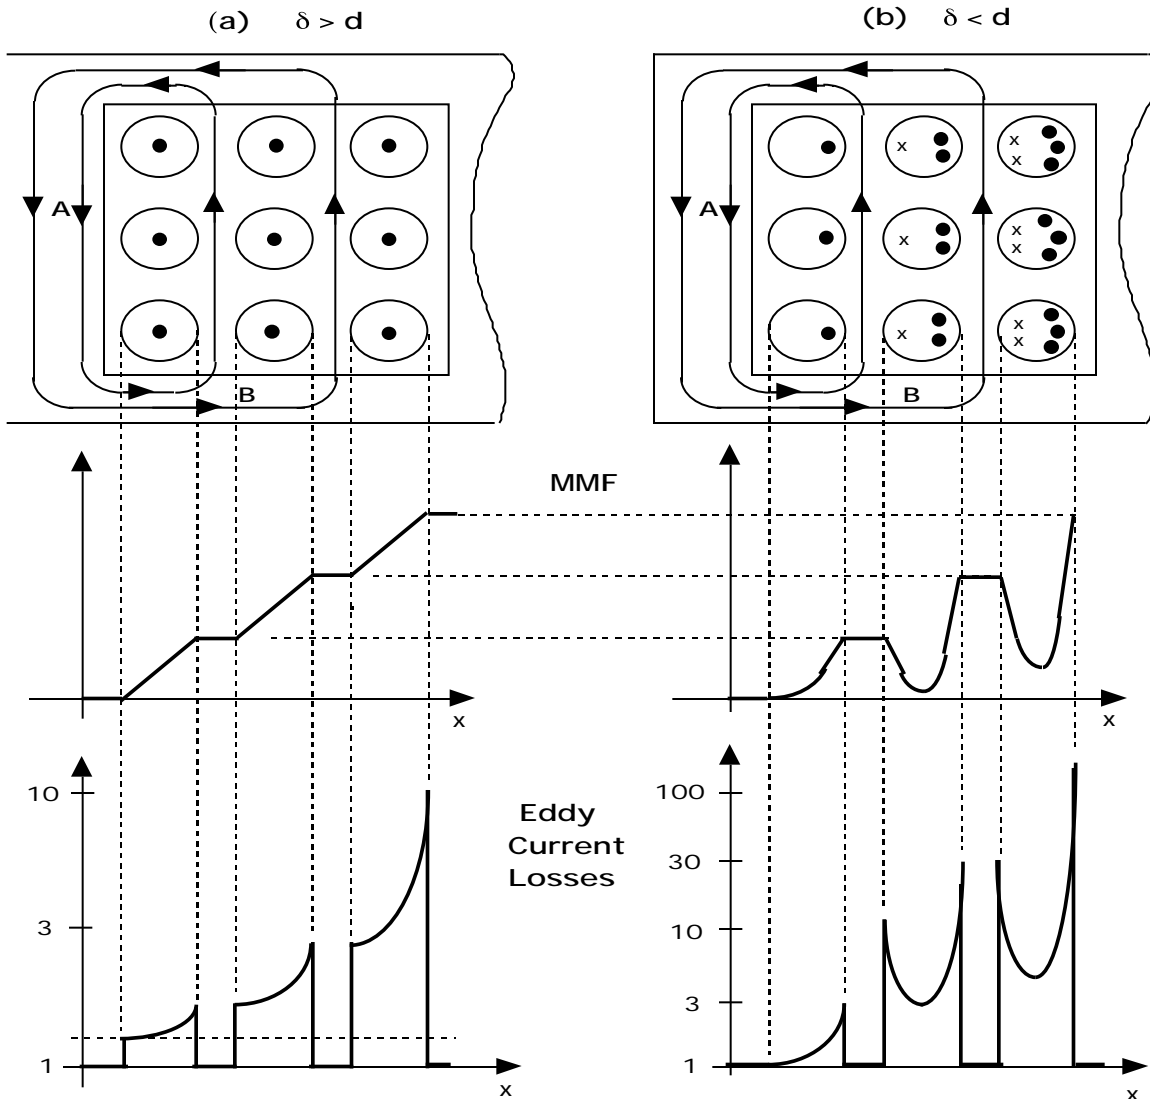 (a) δ > d
(b) δ < d
A
B
x x x
x
A
x x
x
x x
x
B
MMF
x
x
10
3
1
x
Eddy
Current
Losses
100
30
10
3
1
x